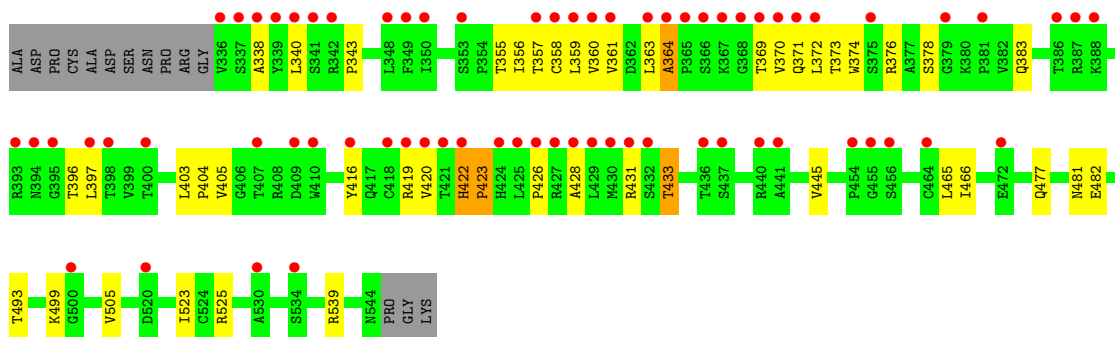 ALA ASP PRO CYS ALA ASP SER ASN PRO ARG GLY V336 S337 A338 Y339 L340 S341 R342 P343 L348 F349 I350 S353 P354 T355 I356 T357 C358 L359 V360 V361 D362 L363 A364 P365 S366 K367 G368 T369 V370 Q371 L372 T373 W374 S375 R376 A377 S378 G379 K380 P381 V382 Q383 T386 R387 K388
R393 N394 G395 T396 L397 T398 V399 T400 L403 P404 V405 G406 T407 R408 D409 W410 Y416 Q417 C418 R419 V420 T421 H422 P423 H424 L425 P426 R427 A428 L429 M430 R431 S432 T433 T436 S437 R440 A441 V445 P454 G455 S456 C464 L465 I466 E472 Q477 N481 E482
T493 K499 G500 V505 D520 I523 C524 R525 A530 S534 R539 N544 PRO GLY LYS